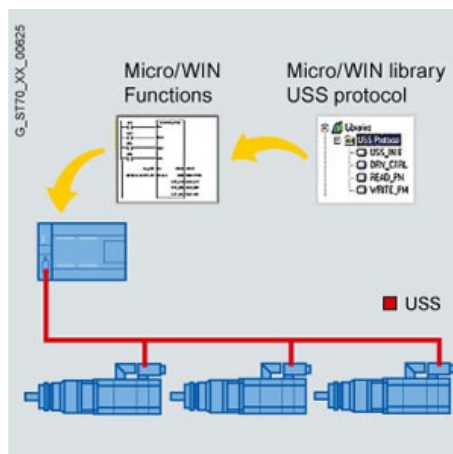 G_ST70_XX_00625
Micro/WIN
Functions
Micro/WIN library
USS protocol
Libraries
USS Protocol
USS_INIT
DRV_CTRL
READ_PM
WRITE_PM
USS